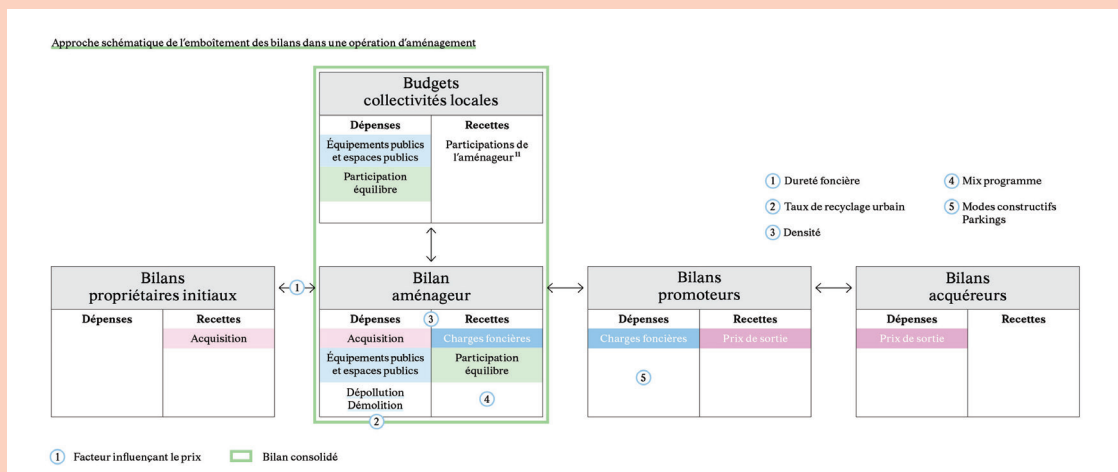 Approche schématique de l'emboîtement des bilans dans une opération d'aménagement
Budgets
collectivités locales
Dépenses
Recettes
Équipements publics
et espaces publics
Participations de
l'aménageur¹¹
Participation
équilibre
1 Dureté foncière
2 Taux de recyclage urbain
3 Densité
4 Mix programme
5 Modes constructifs
Parkings
Bilans
propriétaires initiaux
Dépenses
Recettes
Acquisition
1
Bilan
aménageur
Dépenses
3
Recettes
Acquisition
Charges foncières
Équipements publics
et espaces publics
Participation
équilibre
Dépollution
Démolition
4
2
Bilans
promoteurs
Dépenses
Recettes
Charges foncières
Prix de sortie
5
Bilans
acquéreurs
Dépenses
Recettes
Prix de sortie
1 Facteur influençant le prix
Bilan consolidé